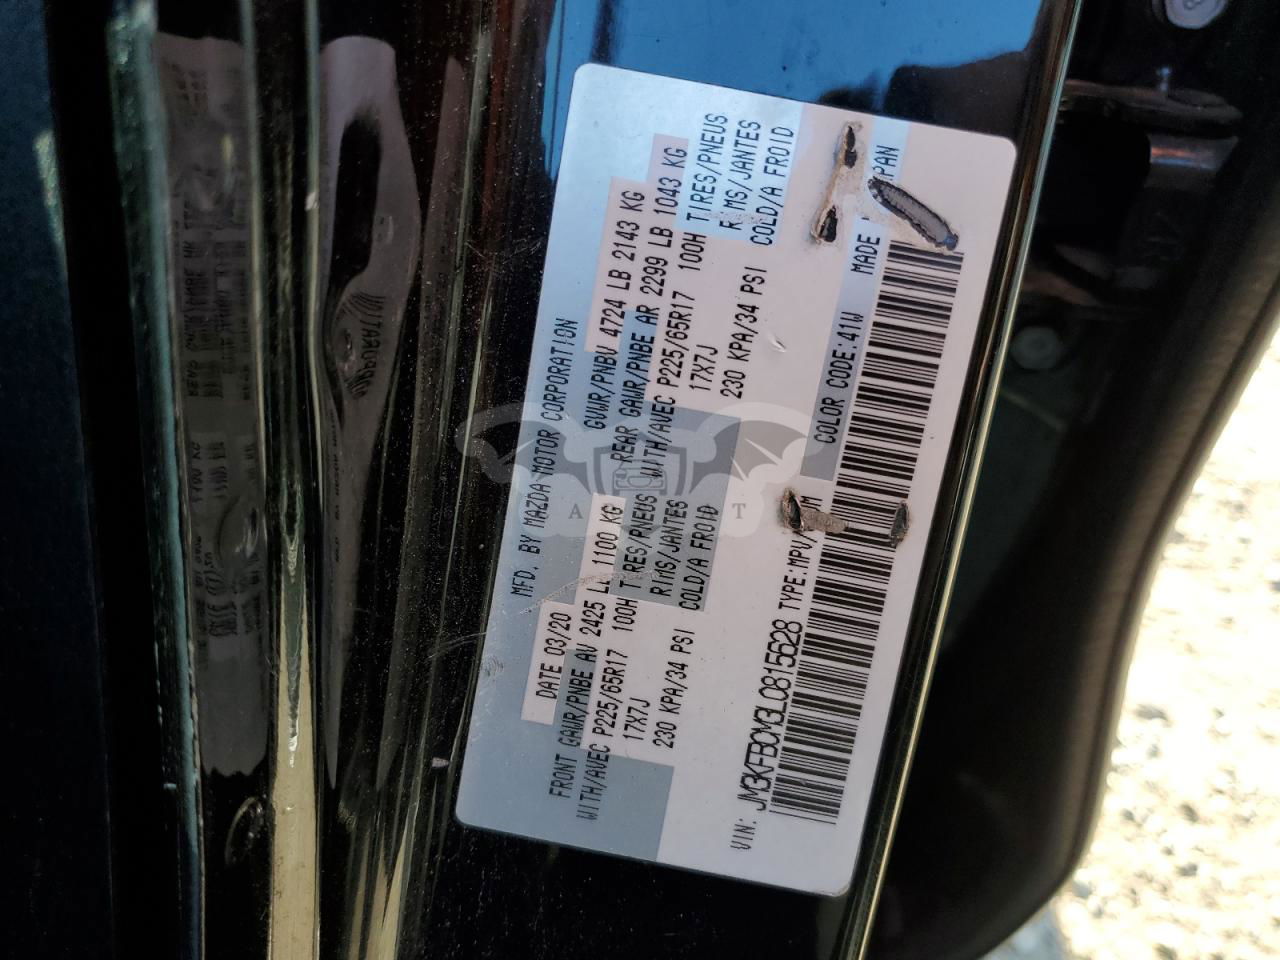 MFD. BY MAZDA MOTOR CORPORATION
DATE 03/20 GVWR/PNBV 4724 LB 2143 KG
FRONT GAWR/PNBE AV 2425 LB 1100 KG REAR GAWR/PNBE AR 2299 LB 1043 KG
WITH/AVEC P225/65R17 100H TIRES/PNEUS WITH/AVEC P225/65R17 100H TIRES/PNEUS
17X7J RIMS/JANTES 17X7J RIMS/JANTES
230 KPA/34 PSI COLD/A FROID 230 KPA/34 PSI COLD/A FROID
VIN: JM3KFBCM3L0815628 TYPE:MPV COLOR CODE:41W MADE